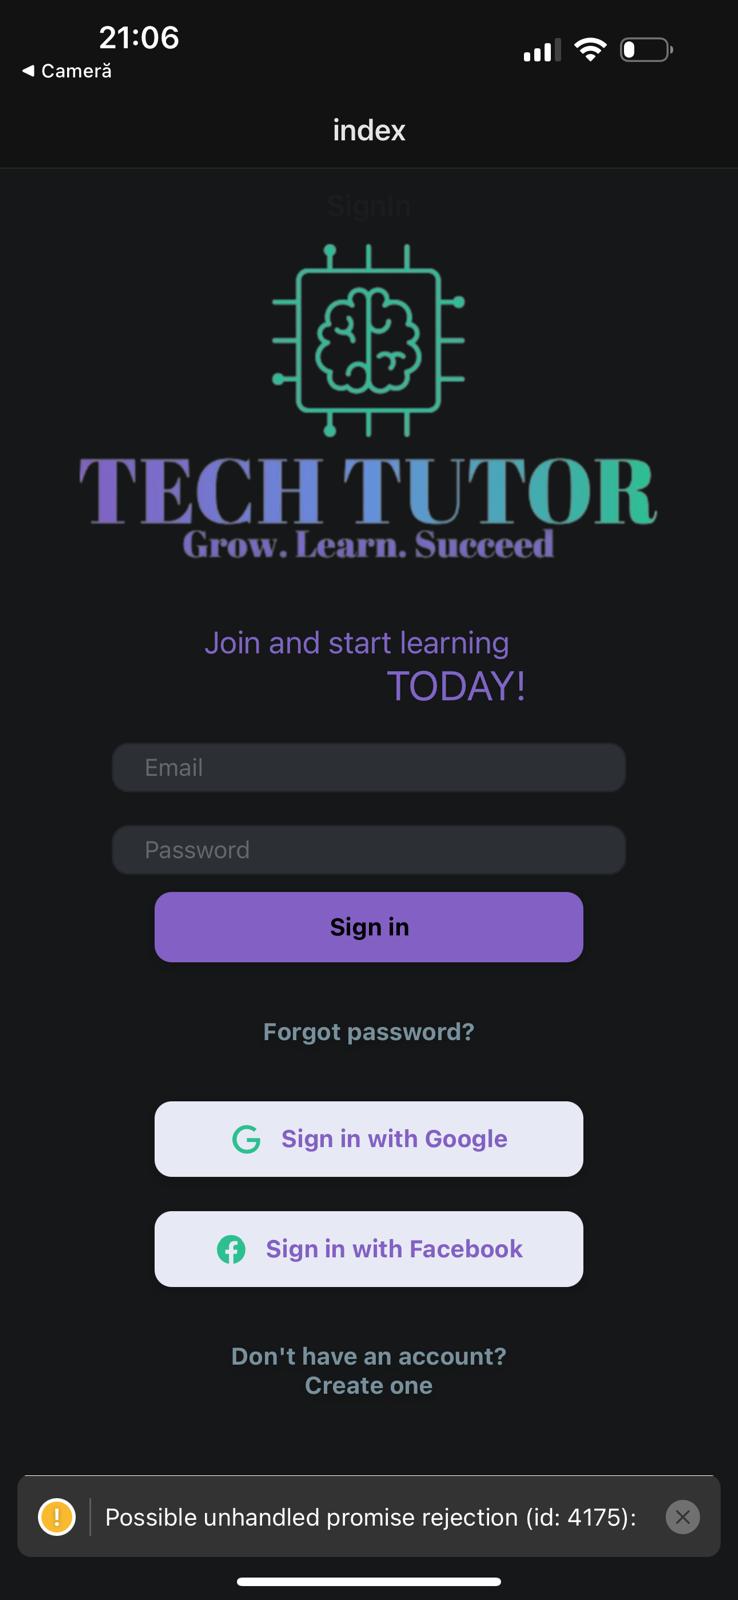 21:06
◀ Cameră
index
SignIn
TECH TUTOR
Grow. Learn. Succeed
Join and start learning
TODAY!
Email
Password
Sign in
Forgot password?
Sign in with Google
Sign in with Facebook
Don't have an account?
Create one
Possible unhandled promise rejection (id: 4175):